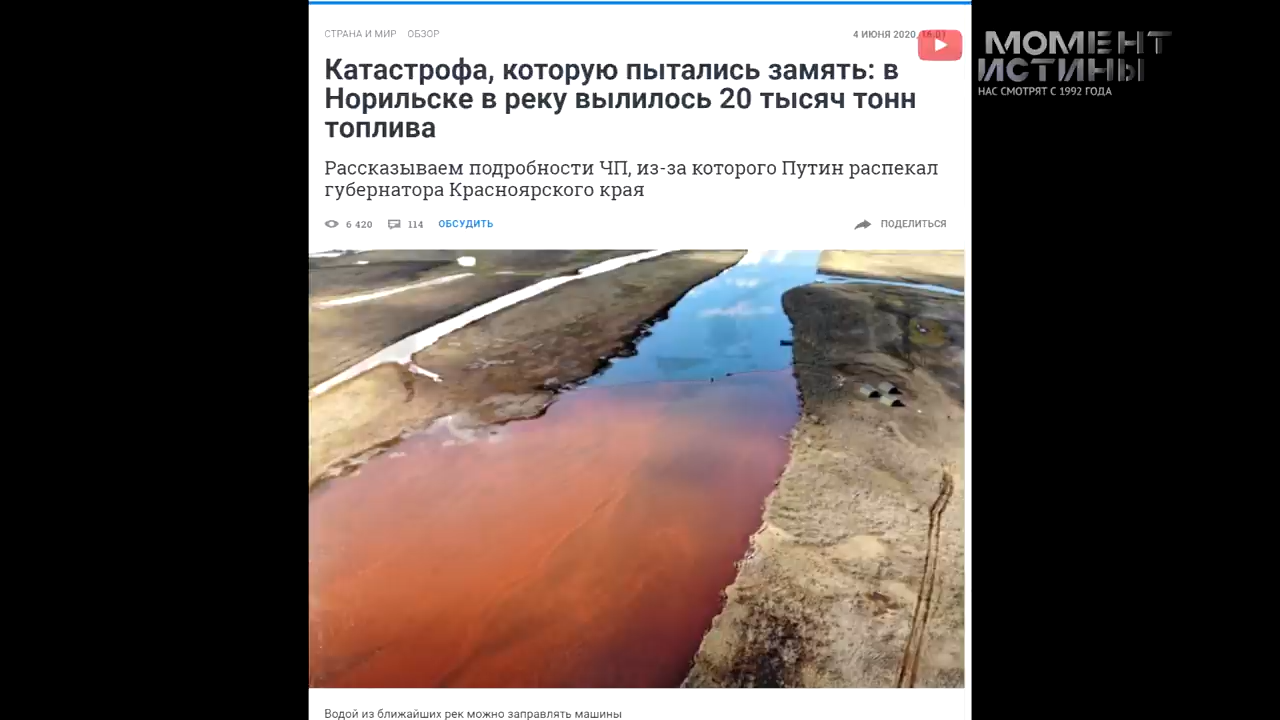 СТРАНА И МИР ОБЗОР
4 ИЮНЯ 2020, 16:01
МОМЕНТ
ИСТИНЫ
НАС СМОТРЯТ С 1992 ГОДА
Катастрофа, которую пытались замять: в
Норильске в реку вылилось 20 тысяч тонн
топлива
Рассказываем подробности ЧП, из-за которого Путин распекал
губернатора Красноярского края
6 420 114 ОБСУДИТЬ
ПОДЕЛИТЬСЯ
Водой из ближайших рек можно заправлять машины